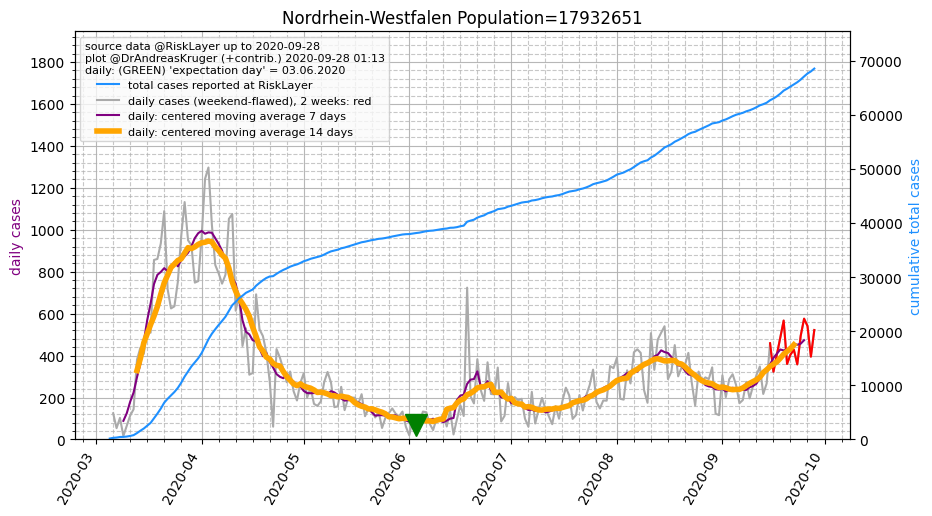 Nordrhein-Westfalen Population=17932651
source data @RiskLayer up to 2020-09-28
plot @DrAndreasKruger (+contrib.) 2020-09-28 01:13
daily: (GREEN) 'expectation day' = 03.06.2020
total cases reported at RiskLayer
daily cases (weekend-flawed), 2 weeks: red
daily: centered moving average 7 days
daily: centered moving average 14 days
daily cases
1800
1600
1400
1200
1000
800
600
400
200
0
cumulative total cases
70000
60000
50000
40000
30000
20000
10000
0
2020-03
2020-04
2020-05
2020-06
2020-07
2020-08
2020-09
2020-10